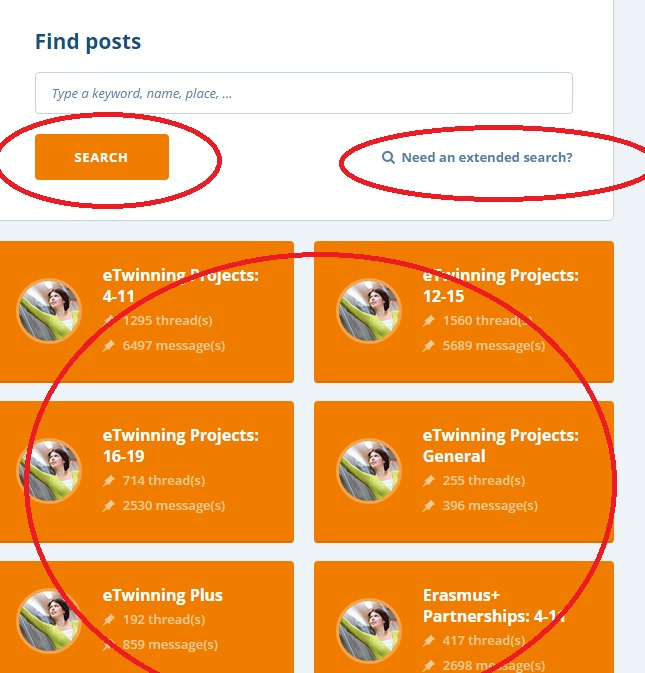 Find posts
Type a keyword, name, place, ...
SEARCH
Need an extended search?
eTwinning Projects:
4-11
1295 thread(s)
6497 message(s)
eTwinning Projects:
12-15
1560 thread(s)
5689 message(s)
eTwinning Projects:
16-19
714 thread(s)
2530 message(s)
eTwinning Projects:
General
255 thread(s)
396 message(s)
eTwinning Plus
192 thread(s)
859 message(s)
Erasmus+
Partnerships: 4-11
417 thread(s)
2698 message(s)